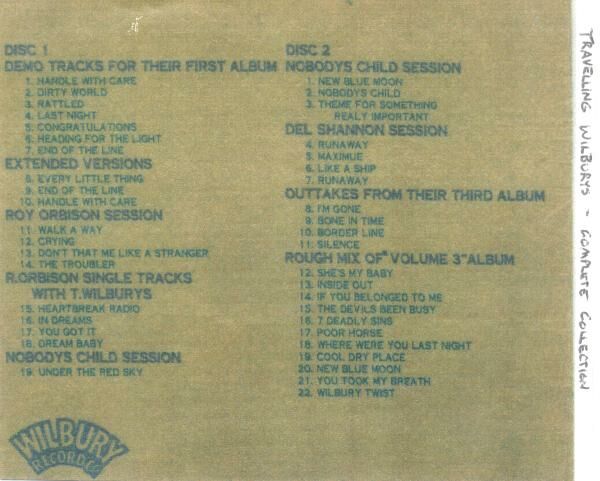 DISC 1
DEMO TRACKS FOR THEIR FIRST ALBUM
1. HANDLE WITH CARE
2. DIRTY WORLD
3. RATTLED
4. LAST NIGHT
5. CONGRATULATIONS
6. HEADING FOR THE LIGHT
7. END OF THE LINE
EXTENDED VERSIONS
8. EVERY LITTLE THING
9. END OF THE LINE
10. HANDLE WITH CARE
ROY ORBISON SESSION
11. WALK A WAY
12. CRYING
13. DON'T THAT ME LIKE A STRANGER
14. THE TROUBLER
R.ORBISON SINGLE TRACKS
WITH T.WILBURYS
15. HEARTBREAK RADIO
16. IN DREAMS
17. YOU GOT IT
18. DREAM BABY
NOBODYS CHILD SESSION
19. UNDER THE RED SKY
WILBURY
RECORD CO
DISC 2
NOBODYS CHILD SESSION
1. NEW BLUE MOON
2. NOBODYS CHILD
3. THEME FOR SOMETHING
REALY IMPORTANT
DEL SHANNON SESSION
4. RUNAWAY
5. MAXIMUE
6. LIKE A SHIP
7. RUNAWAY
OUTTAKES FROM THEIR THIRD ALBUM
8. I'M GONE
9. BONE IN TIME
10. BORDER LINE
11. SILENCE
ROUGH MIX OF "VOLUME 3" ALBUM
12. SHE'S MY BABY
13. INSIDE OUT
14. IF YOU BELONGED TO ME
15. THE DEVILS BEEN BUSY
16. 7 DEADLY SINS
17. POOR HORSE
18. WHERE WERE YOU LAST NIGHT
19. COOL DRY PLACE
20. NEW BLUE MOON
21. YOU TOOK MY BREATH
22. WILBURY TWIST
TRAVELLING WILBURYS - COMPLETE COLLECTION